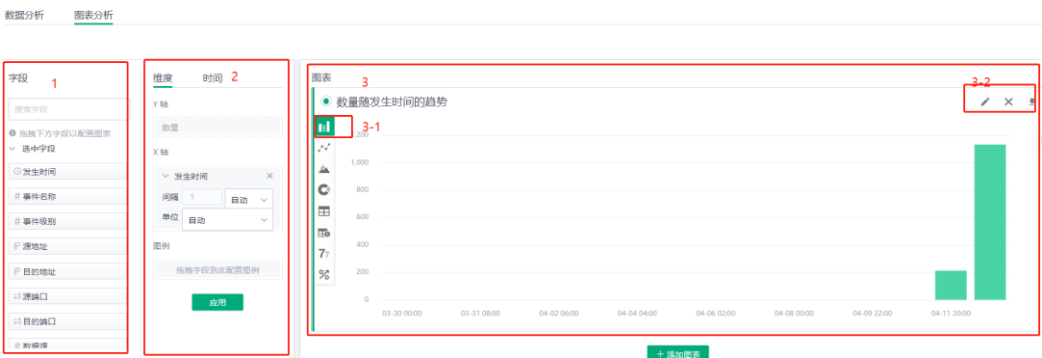 数据分析 图表分析
字段 1
搜索字段
拖拽下方字段以配置图表
选中字段
发生时间
# 事件名称
# 事件级别
IP 源地址
IP 目的地址
源端口
目的端口
# 数据源
维度 时间 2
Y 轴
数量
X 轴
发生时间
间隔 1 自动
单位 自动
图例
拖拽字段到此配置图例
应用
图表 3
数量随发生时间的趋势
3-2
3-1
1,200
1,000
800
600
400
200
0
03-30 00:00 03-31 08:00 04-02 06:00 04-04 04:00 04-06 02:00 04-08 00:00 04-09 22:00 04-11 20:00
+ 添加图表